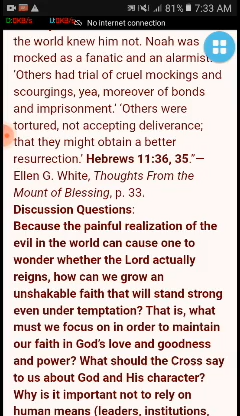 81% 7:33 AM
U:0KB/s D:0KB/s No internet connection
the world knew him not. Noah was
mocked as a fanatic and an alarmist.
'Others had trial of cruel mockings and
scourgings, yea, moreover of bonds
and imprisonment.' 'Others were
tortured, not accepting deliverance;
that they might obtain a better
resurrection.' Hebrews 11:36, 35."—
Ellen G. White, Thoughts From the
Mount of Blessing, p. 33.
Discussion Questions:
Because the painful realization of the
evil in the world can cause one to
wonder whether the Lord actually
reigns, how can we grow an
unshakable faith that will stand strong
even under temptation? That is, what
must we focus on in order to maintain
our faith in God's love and goodness
and power? What should the Cross say
to us about God and His character?
Why is it important not to rely on
human means (leaders, institutions,